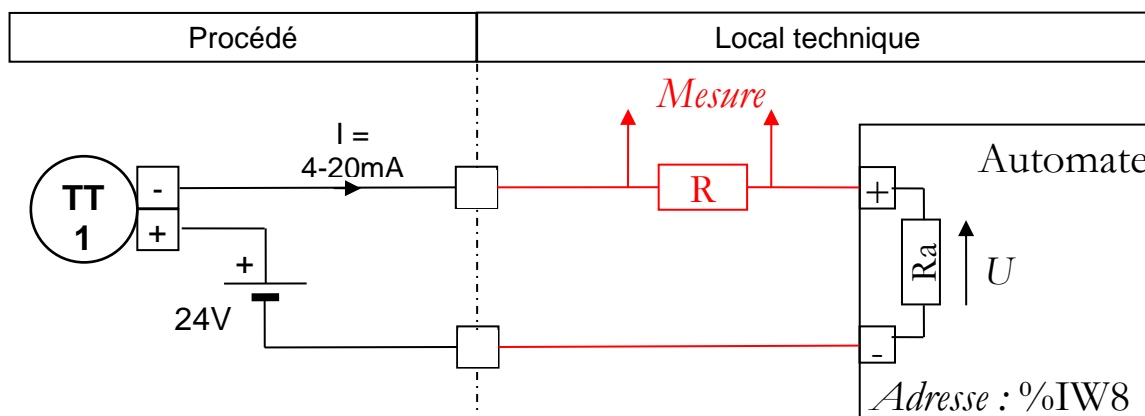 Procédé
Local technique
Mesure
I =
4-20mA
Automate
TT
1
-
+
R
+
Ra
U
+
24V
-
Adresse : %IW8